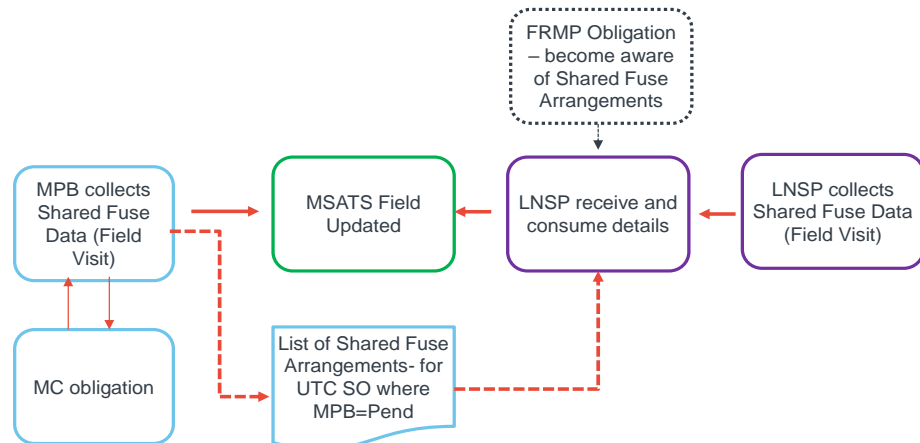 FRMP Obligation
– become aware
of Shared Fuse
Arrangements
MPB collects
Shared Fuse
Data (Field
Visit)
MSATS Field
Updated
LNSP receive and
consume details
LNSP collects
Shared Fuse Data
(Field Visit)
MC obligation
List of Shared Fuse
Arrangements- for
UTC SO where
MPB=Pend